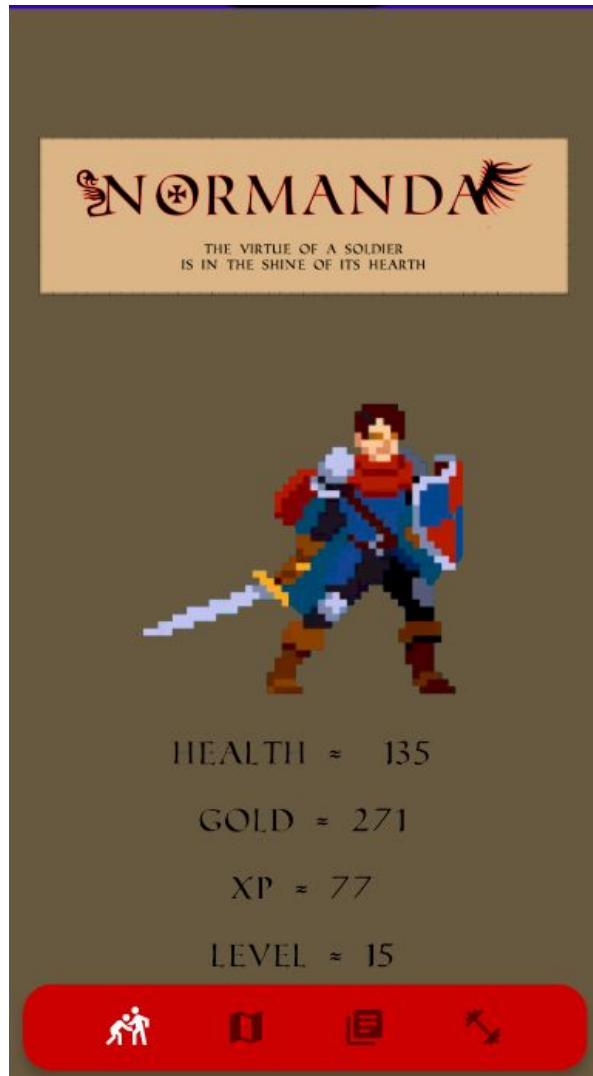 NORMANDA
THE VIRTUE OF A SOLDIER
IS IN THE SHINE OF ITS HEARTH
HEALTH ≈ 135
GOLD ≈ 271
XP ≈ 77
LEVEL ≈ 15